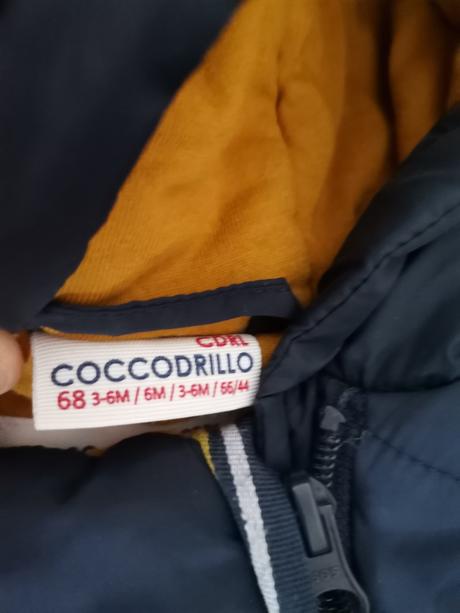 CDRL
COCCODRILLO
68 3-6M / 6M / 3-6M / 66/44